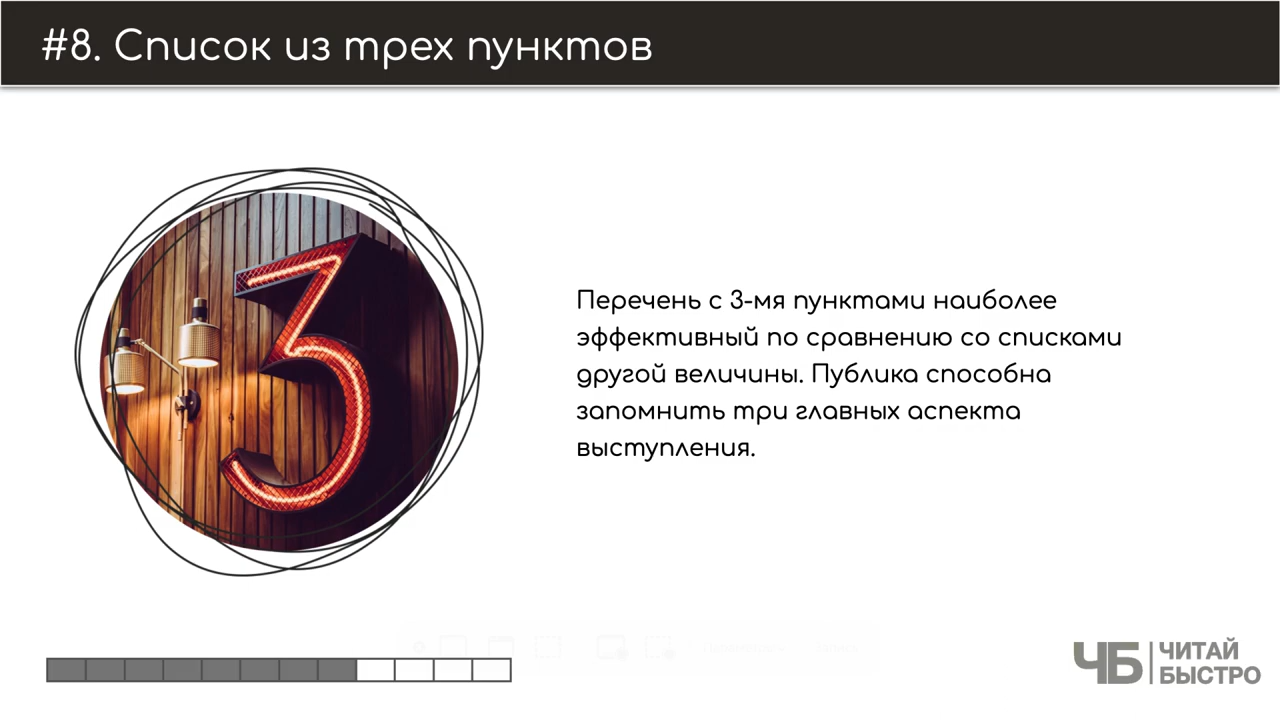 #8. Список из трех пунктов
3
Перечень с 3-мя пунктами наиболее
эффективный по сравнению со списками
другой величины. Публика способна
запомнить три главных аспекта
выступления.
ЧБ
ЧИТАЙ
БЫСТРО